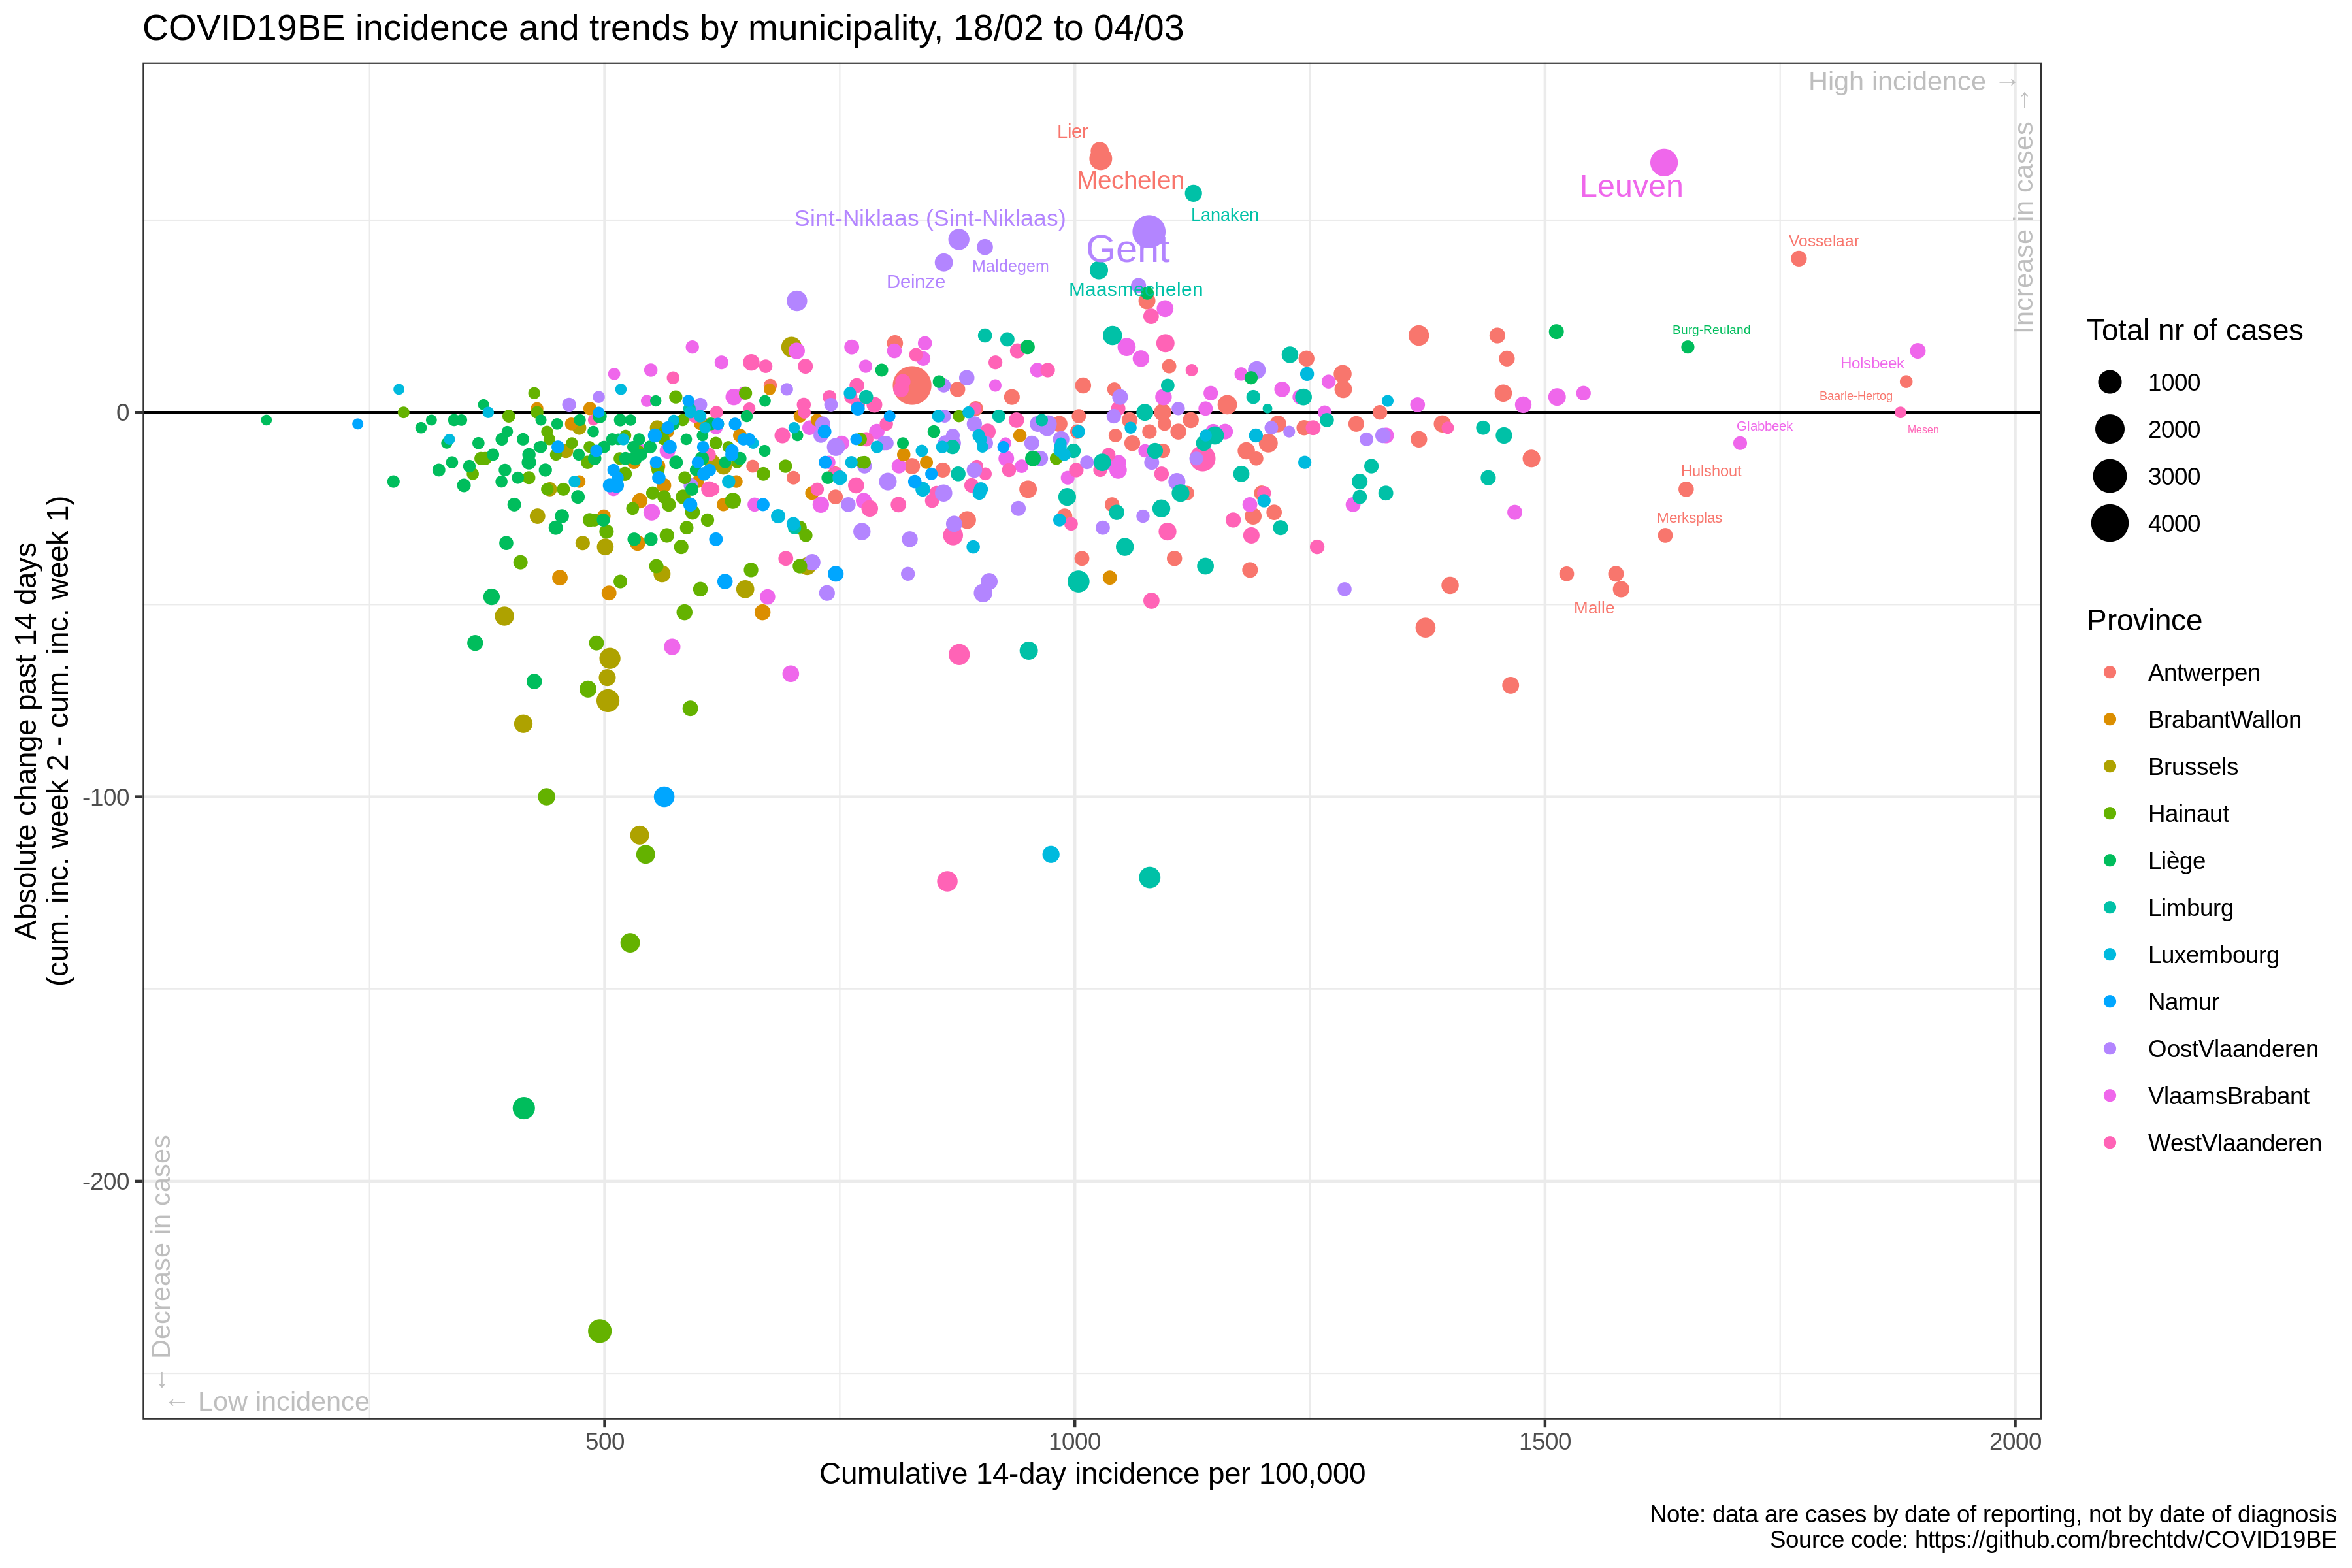 COVID19BE incidence and trends by municipality, 18/02 to 04/03
High incidence →
Increase in cases →
Lier
Mechelen
Leuven
Lanaken
Sint-Niklaas (Sint-Niklaas)
Gent
Vosselaar
Maldegem
Deinze
Maasmechelen
Burg-Reuland
Holsbeek
Baarle-Hertog
Mesen
Glabbeek
Hulshout
Merksplas
Malle
0
-100
-200
Absolute change past 14 days
(cum. inc. week 2 - cum. inc. week 1)
← Decrease in cases
← Low incidence
500
1000
1500
2000
Cumulative 14-day incidence per 100,000
Total nr of cases
1000
2000
3000
4000
Province
Antwerpen
BrabantWallon
Brussels
Hainaut
Liège
Limburg
Luxembourg
Namur
OostVlaanderen
VlaamsBrabant
WestVlaanderen
Note: data are cases by date of reporting, not by date of diagnosis
Source code: https://github.com/brechtdv/COVID19BE